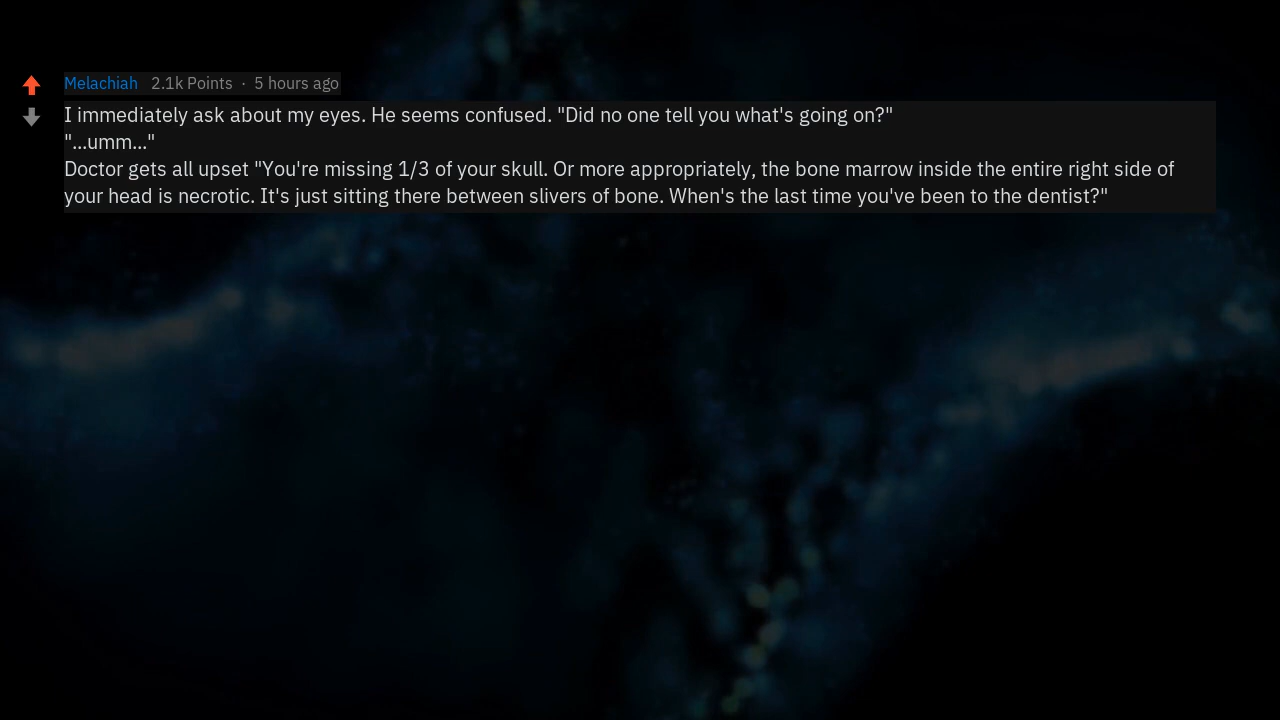 Melachiah 2.1k Points · 5 hours ago
I immediately ask about my eyes. He seems confused. "Did no one tell you what's going on?"
"...umm..."
Doctor gets all upset "You're missing 1/3 of your skull. Or more appropriately, the bone marrow inside the entire right side of
your head is necrotic. It's just sitting there between slivers of bone. When's the last time you've been to the dentist?"